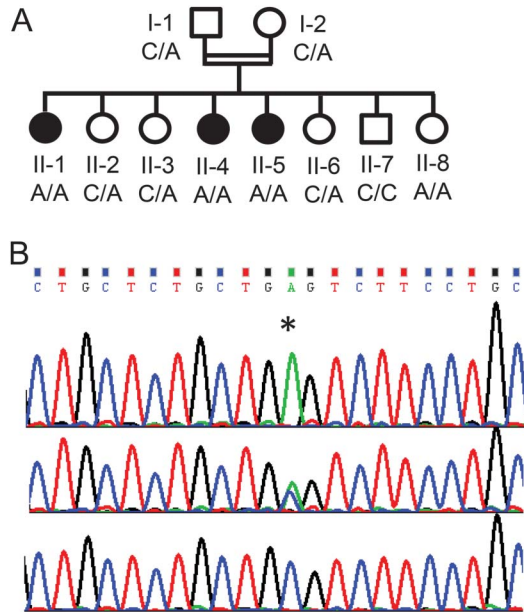 A
I-1 I-2
C/A C/A
II-1 II-2 II-3 II-4 II-5 II-6 II-7 II-8
A/A C/A C/A A/A A/A C/A C/C A/A
B
C T G C T C T G C T G A G T C T T C C T G C
*